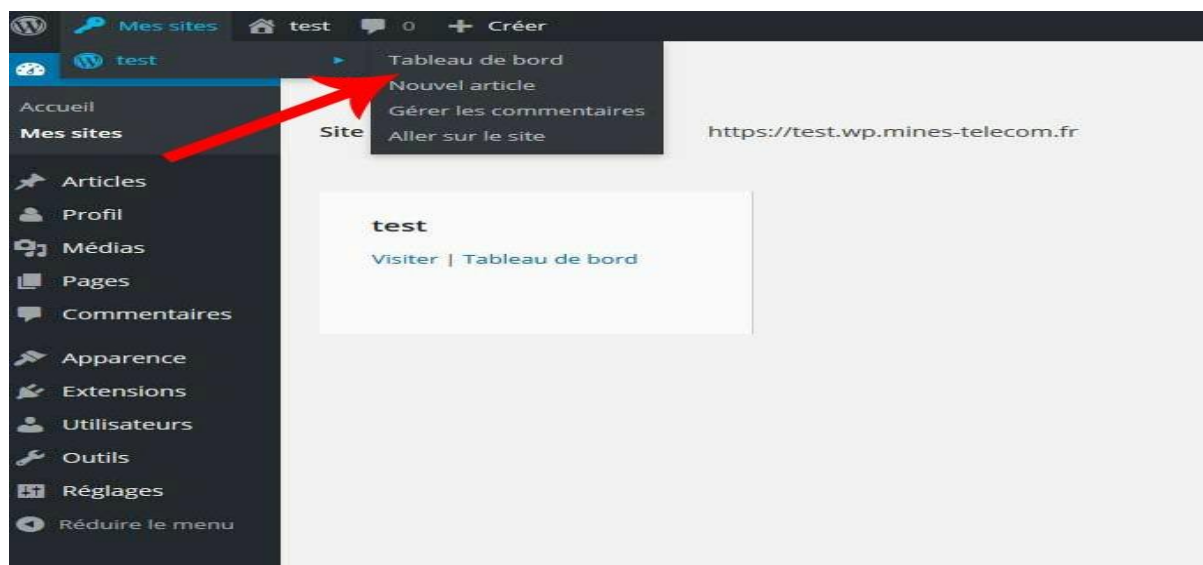 Mes sites test 0 Créer
test
Tableau de bord
Nouvel article
Gérer les commentaires
Aller sur le site
Accueil
Mes sites
Articles
Profil
Médias
Pages
Commentaires
Apparence
Extensions
Utilisateurs
Outils
Réglages
Réduire le menu
Site https://test.wp.mines-telecom.fr
test
Visiter | Tableau de bord